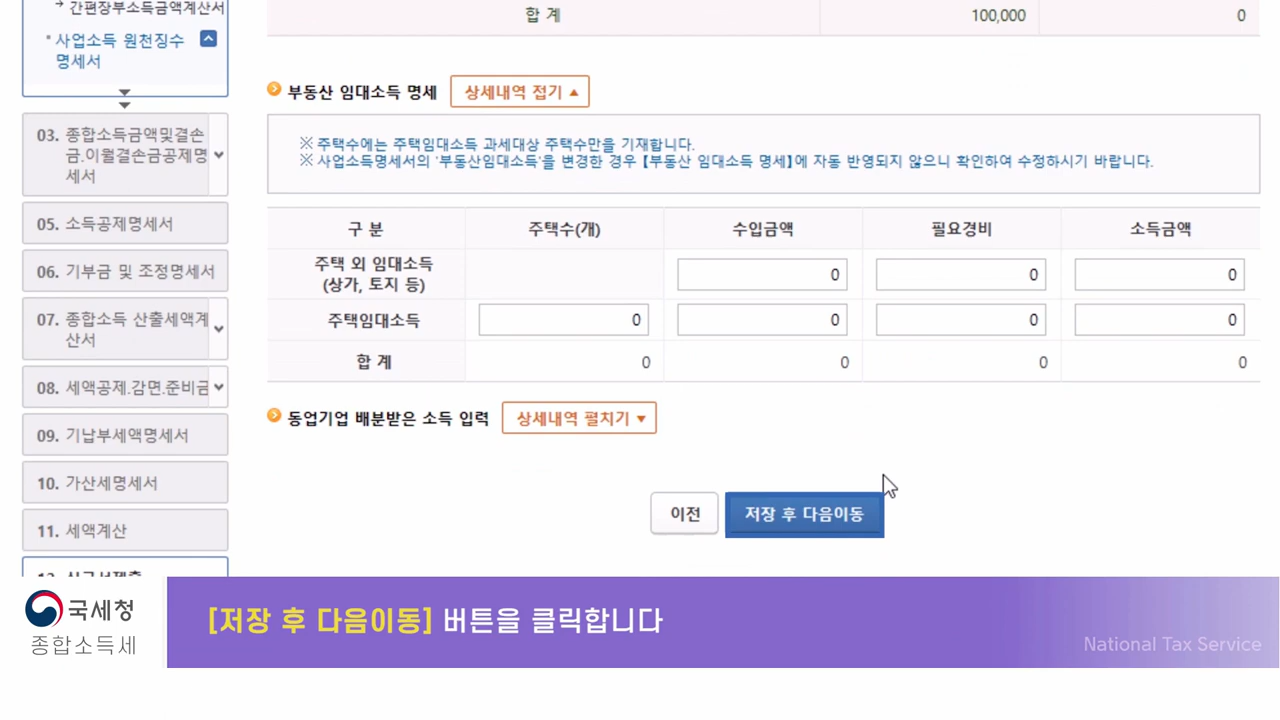 간편장부소득금액계산서
사업소득 원천징수
명세서
03. 종합소득금액및결손
금.이월결손금공제명
세서
05. 소득공제명세서
06. 기부금 및 조정명세서
07. 종합소득 산출세액계
산서
08. 세액공제.감면.준비금
09. 기납부세액명세서
10. 가산세명세서
11. 세액계산
합 계 100,000 0
부동산 임대소득 명세 상세내역 접기 ▲
※ 주택수에는 주택임대소득 과세대상 주택수만을 기재합니다.
※ 사업소득명세서의 '부동산임대소득'을 변경한 경우 【부동산 임대소득 명세】에 자동 반영되지 않으니 확인하여 수정하시기 바랍니다.
구 분 주택수(개) 수입금액 필요경비 소득금액
주택 외 임대소득
(상가, 토지 등) 0 0 0
주택임대소득 0 0 0 0
합 계 0 0 0 0
동업기업 배분받은 소득 입력 상세내역 펼치기 ▼
이전 저장 후 다음이동
국세청
종합소득세
[저장 후 다음이동] 버튼을 클릭합니다
National Tax Service